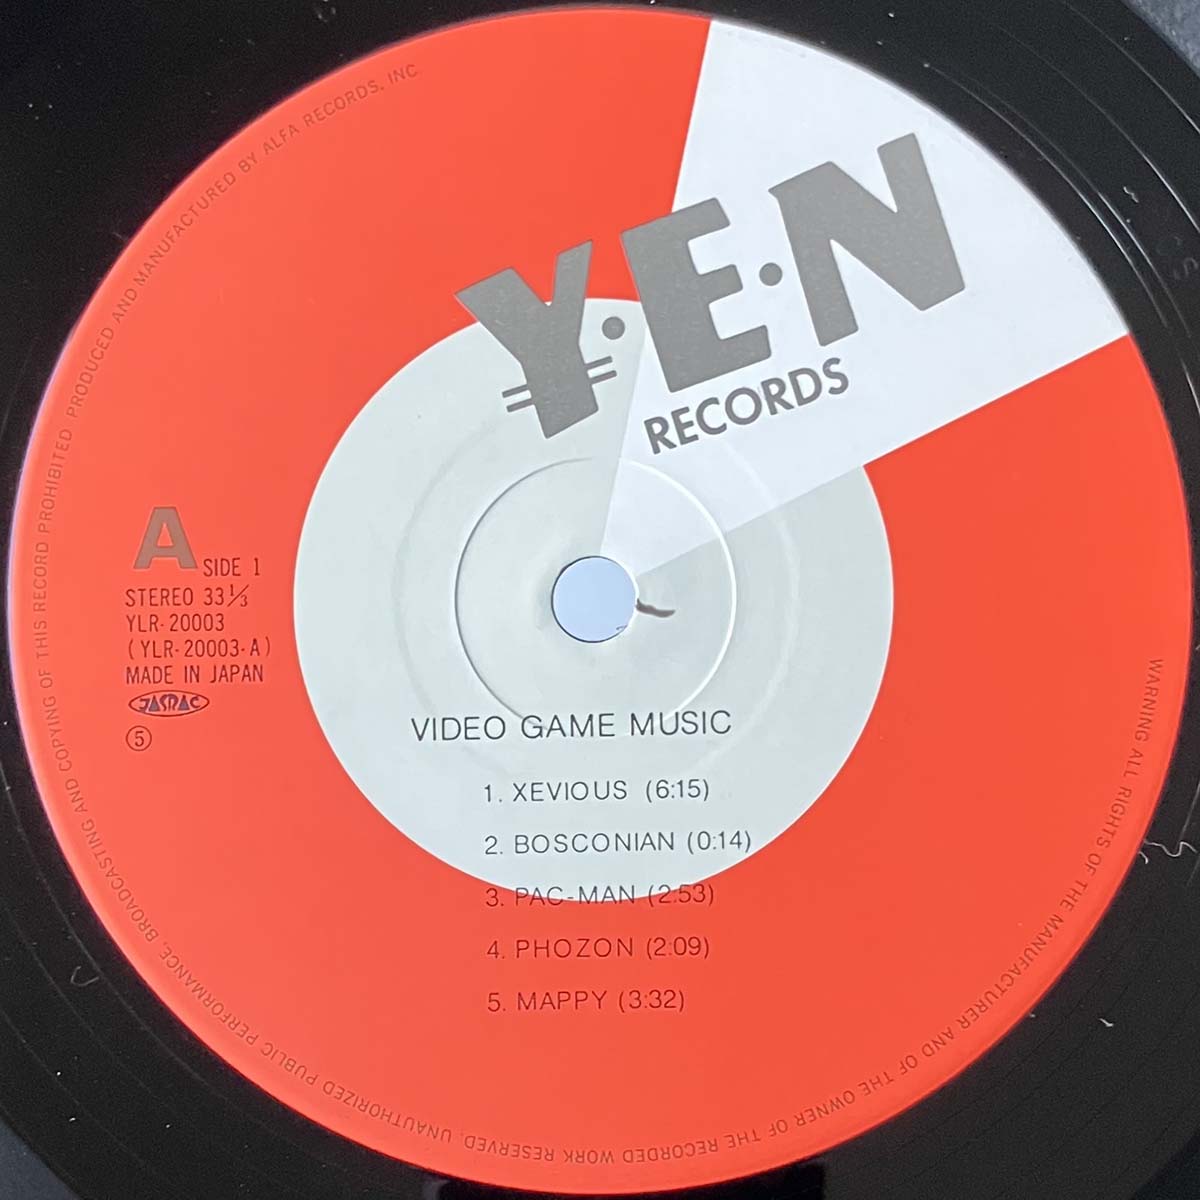 Y·E·N
RECORDS
A
SIDE 1
STEREO 33 1/3
YLR-20003
(YLR-20003-A)
MADE IN JAPAN
JASRAC
⑤
VIDEO GAME MUSIC
1. XEVIOUS (6:15)
2. BOSCONIAN (0:14)
3. PAC-MAN (2:53)
4. PHOZON (2:09)
5. MAPPY (3:32)
PRODUCED AND MANUFACTURED BY ALFA RECORDS, INC.
WARNING ALL RIGHTS OF THE MANUFACTURER AND OF THE OWNER OF THE RECORDED WORK RESERVED, UNAUTHORIZED PUBLIC PERFORMANCE, BROADCASTING AND COPYING OF THIS RECORD PROHIBITED